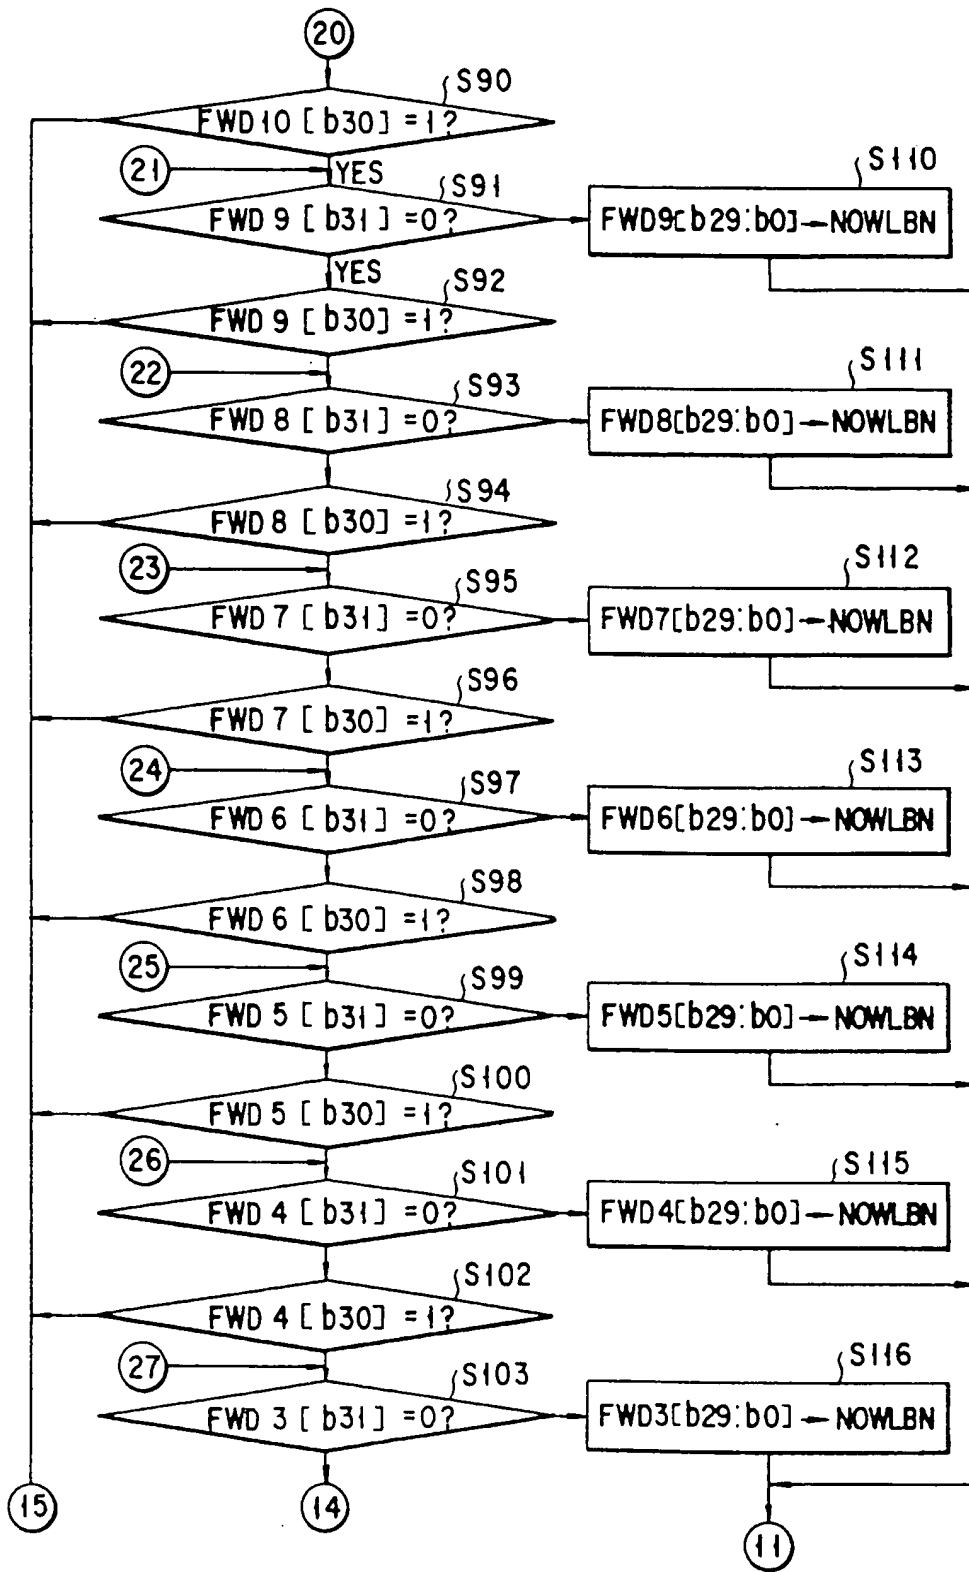 20
S90
FWD10 [b30] =1?
21
YES
S91
S110
FWD 9 [b31] =0?
FWD9[b29:b0]→NOWLBN
YES
S92
FWD 9 [b30] =1?
22
S93
S111
FWD 8 [b31] =0?
FWD8[b29:b0]→NOWLBN
S94
FWD 8 [b30] =1?
23
S95
S112
FWD 7 [b31] =0?
FWD7[b29:b0]→NOWLBN
S96
FWD 7 [b30] =1?
24
S97
S113
FWD 6 [b31] =0?
FWD6[b29:b0]→NOWLBN
S98
FWD 6 [b30] =1?
25
S99
S114
FWD 5 [b31] =0?
FWD5[b29:b0]→NOWLBN
S100
FWD 5 [b30] =1?
26
S101
S115
FWD 4 [b31] =0?
FWD4[b29:b0]→NOWLBN
S102
FWD 4 [b30] =1?
27
S103
S116
FWD 3 [b31] =0?
FWD3[b29:b0]→NOWLBN
15
14
11